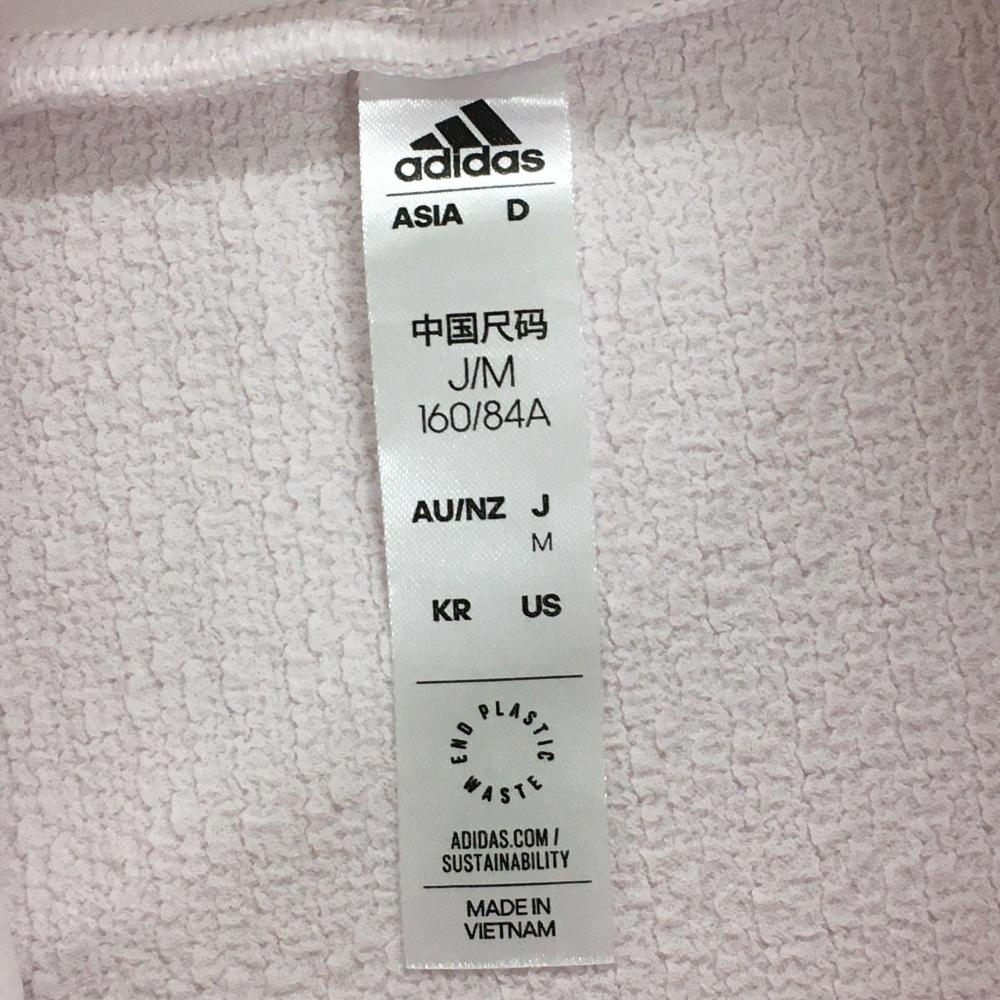 adidas
ASIA D
中国尺码
J/M
160/84A
AU/NZ J
M
KR US
END PLASTIC WASTE
ADIDAS.COM /
SUSTAINABILITY
MADE IN
VIETNAM